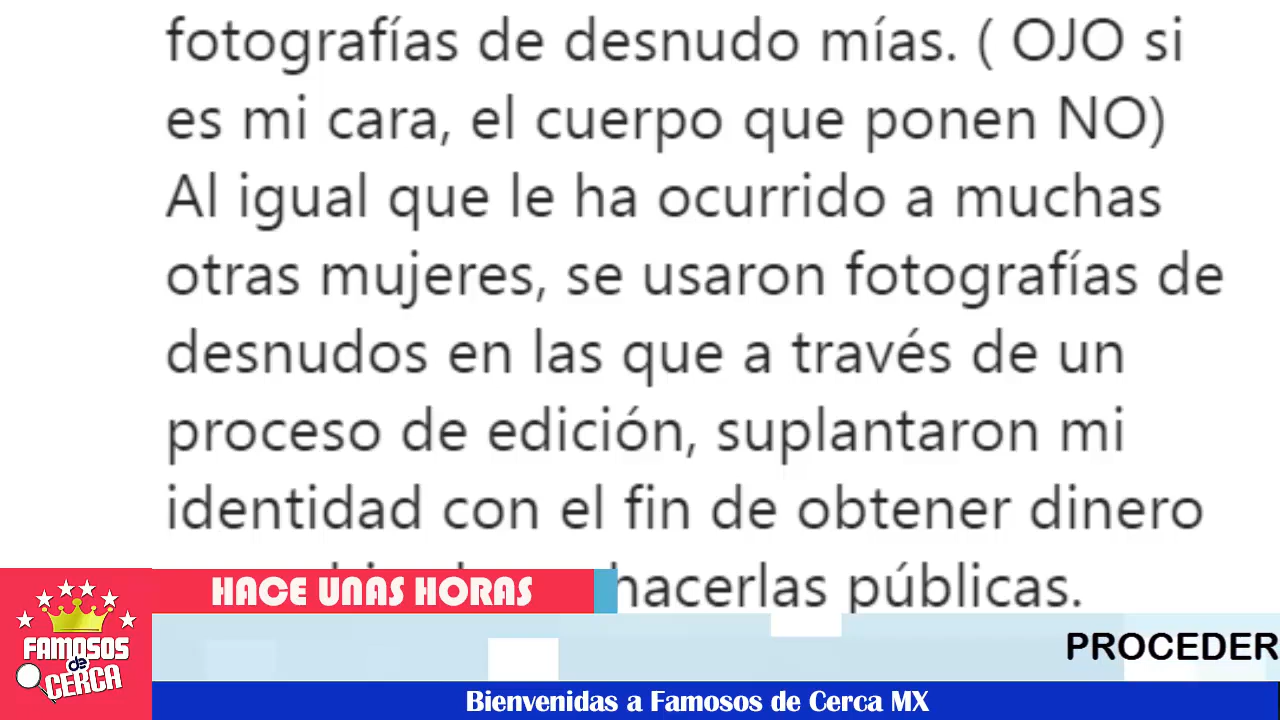 fotografías de desnudo mías. ( OJO si
es mi cara, el cuerpo que ponen NO)
Al igual que le ha ocurrido a muchas
otras mujeres, se usaron fotografías de
desnudos en las que a través de un
proceso de edición, suplantaron mi
identidad con el fin de obtener dinero
hacerlas públicas.
HACE UNAS HORAS
FAMOSOS
de
CERCA
PROCEDER
Bienvenidas a Famosos de Cerca MX